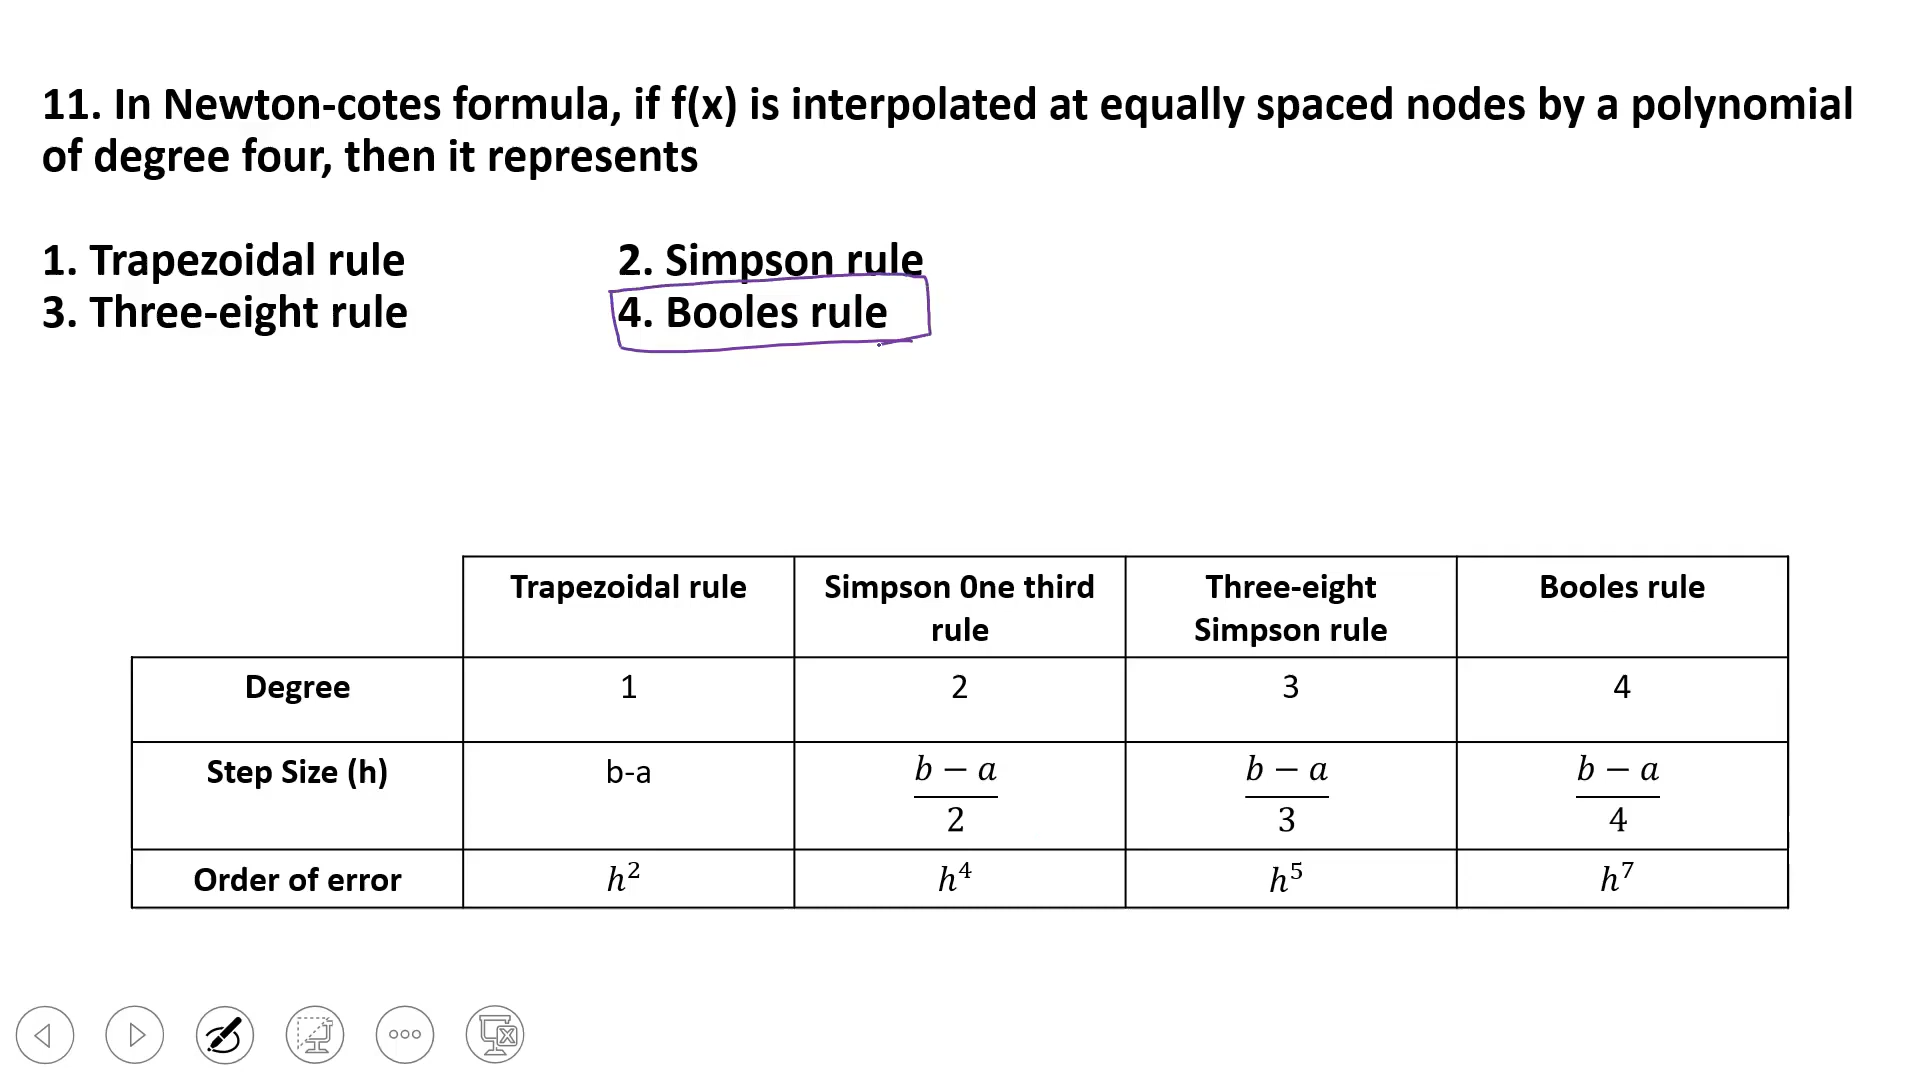 11. In Newton-cotes formula, if f(x) is interpolated at equally spaced nodes by a polynomial
of degree four, then it represents
1. Trapezoidal rule 2. Simpson rule
3. Three-eight rule 4. Booles rule
Trapezoidal rule Simpson 0ne third rule Three-eight Simpson rule Booles rule
Degree 1 2 3 4
Step Size (h) b-a \frac{b-a}{2} \frac{b-a}{3} \frac{b-a}{4}
Order of error h² h⁴ h⁵ h⁷